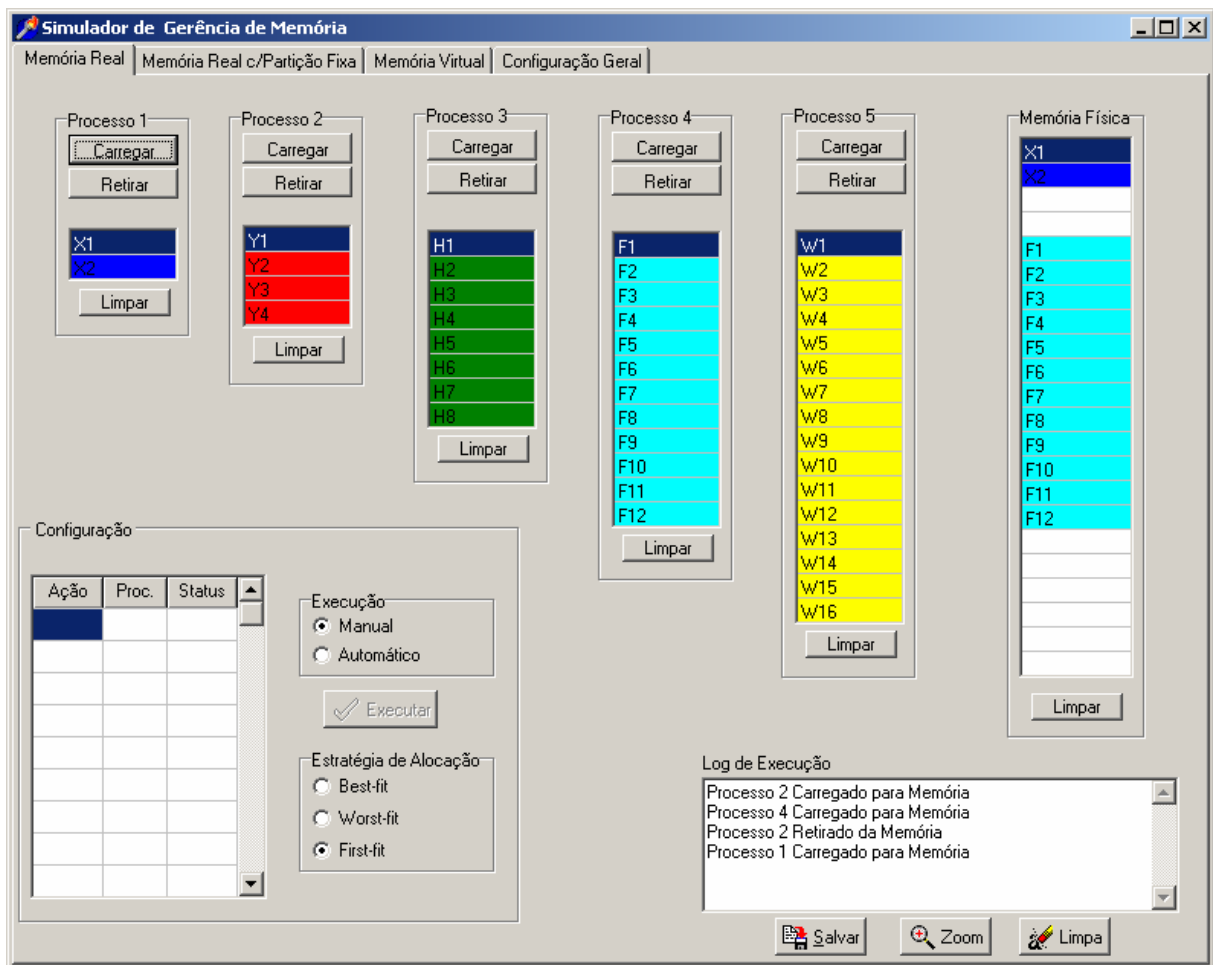 Simulador de Gerência de Memória
Memória Real
Memória Real c/Partição Fixa
Memória Virtual
Configuração Geral
Processo 1
Carregar
Retirar
X1
X2
Limpar
Processo 2
Carregar
Retirar
Y1
Y2
Y3
Y4
Limpar
Processo 3
Carregar
Retirar
H1
H2
H3
H4
H5
H6
H7
H8
Limpar
Processo 4
Carregar
Retirar
F1
F2
F3
F4
F5
F6
F7
F8
F9
F10
F11
F12
Limpar
Processo 5
Carregar
Retirar
W1
W2
W3
W4
W5
W6
W7
W8
W9
W10
W11
W12
W13
W14
W15
W16
Limpar
Memória Física
X1
X2
F1
F2
F3
F4
F5
F6
F7
F8
F9
F10
F11
F12
Limpar
Configuração
Ação Proc. Status
Execução
Manual
Automático
Executar
Estratégia de Alocação
Best-fit
Worst-fit
First-fit
Log de Execução
Processo 2 Carregado para Memória
Processo 4 Carregado para Memória
Processo 2 Retirado da Memória
Processo 1 Carregado para Memória
Salvar
Zoom
Limpa